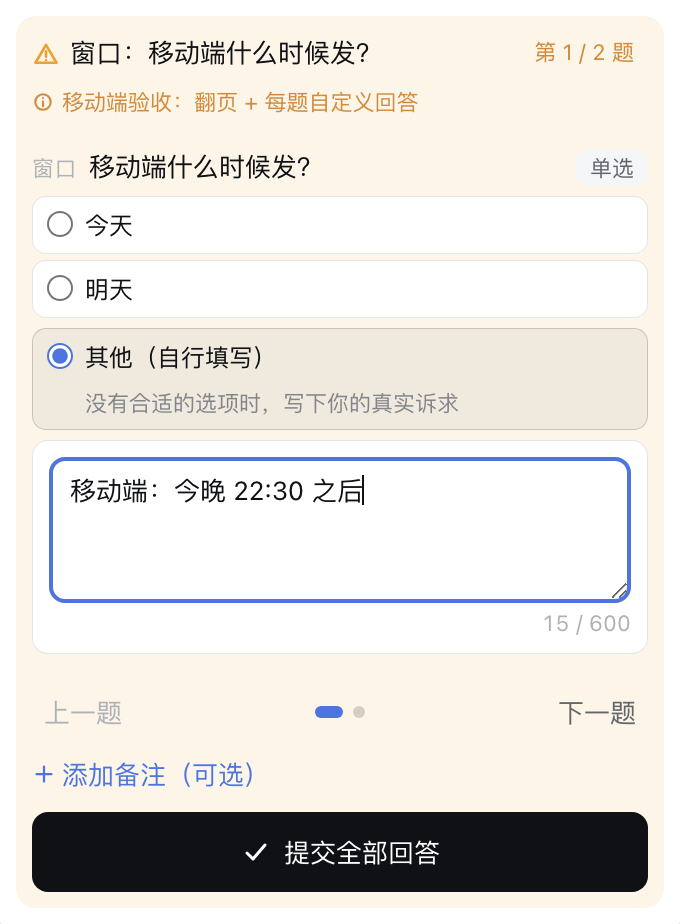 窗口：移动端什么时候发？
第 1 / 2 题
移动端验收：翻页 + 每题自定义回答
窗口 移动端什么时候发？
单选
今天
明天
其他（自行填写）
没有合适的选项时，写下你的真实诉求
移动端：今晚 22:30 之后
15 / 600
上一题
下一题
+ 添加备注（可选）
提交全部回答